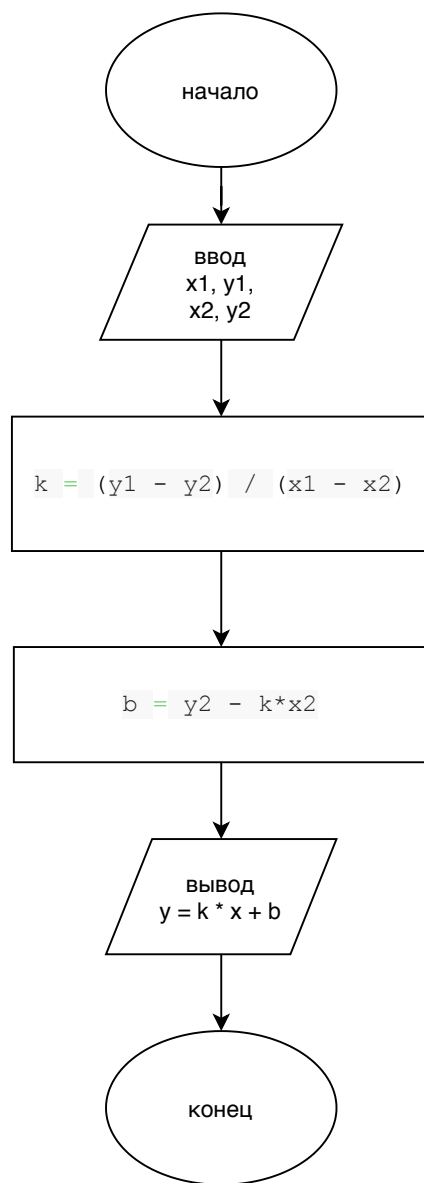 начало
ввод
x1, y1,
x2, y2
k = (y1 - y2) / (x1 - x2)
b = y2 - k*x2
вывод
y = k * x + b
конец